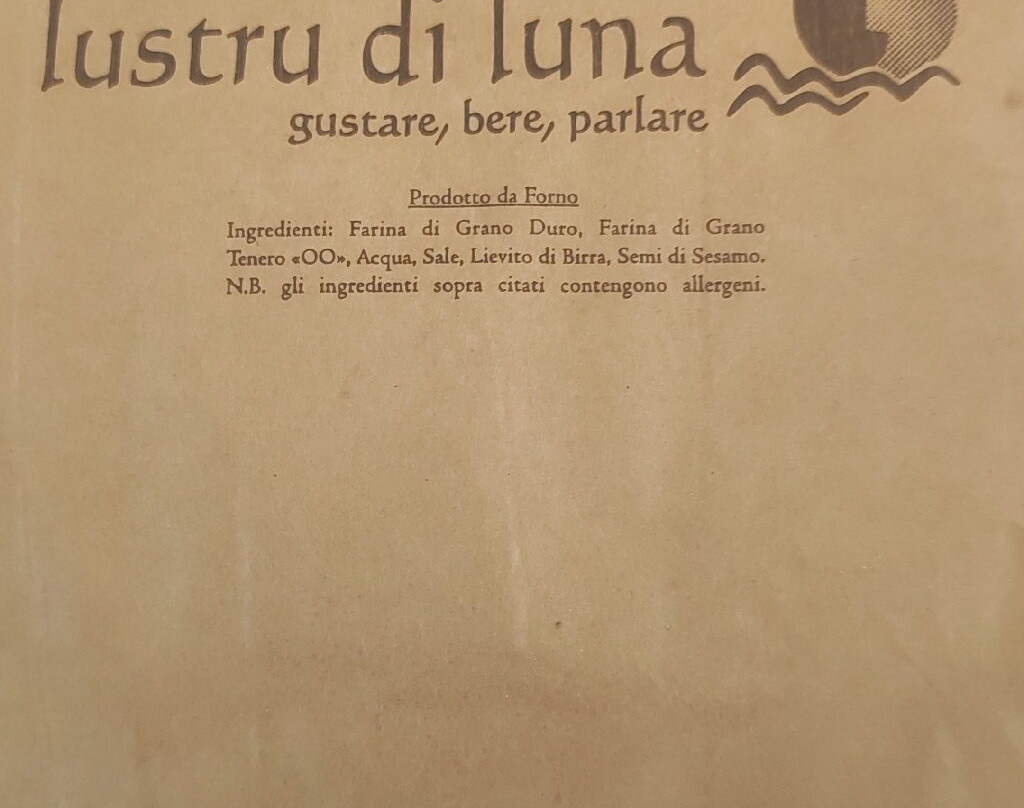 lustru di luna
gustare, bere, parlare
Prodotto da Forno
Ingredienti: Farina di Grano Duro, Farina di Grano
Tenero «OO», Acqua, Sale, Lievito di Birra, Semi di Sesamo.
N.B. gli ingredienti sopra citati contengono allergeni.